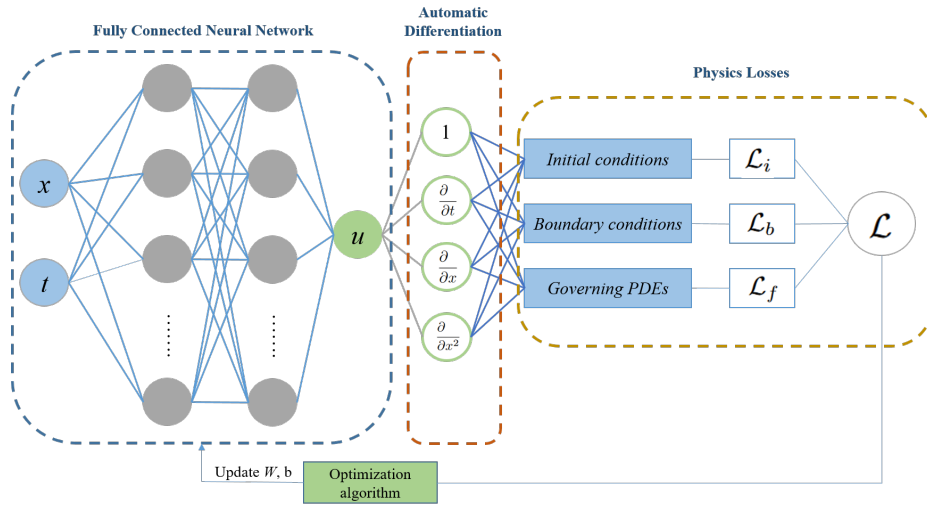 Fully Connected Neural Network
Automatic
Differentiation
Physics Losses
x
t
......
......
u
1
∂
∂t
∂
∂x
∂
∂x²
Initial conditions
Boundary conditions
Governing PDEs
ℒi
ℒb
ℒf
ℒ
Update W, b
Optimization
algorithm